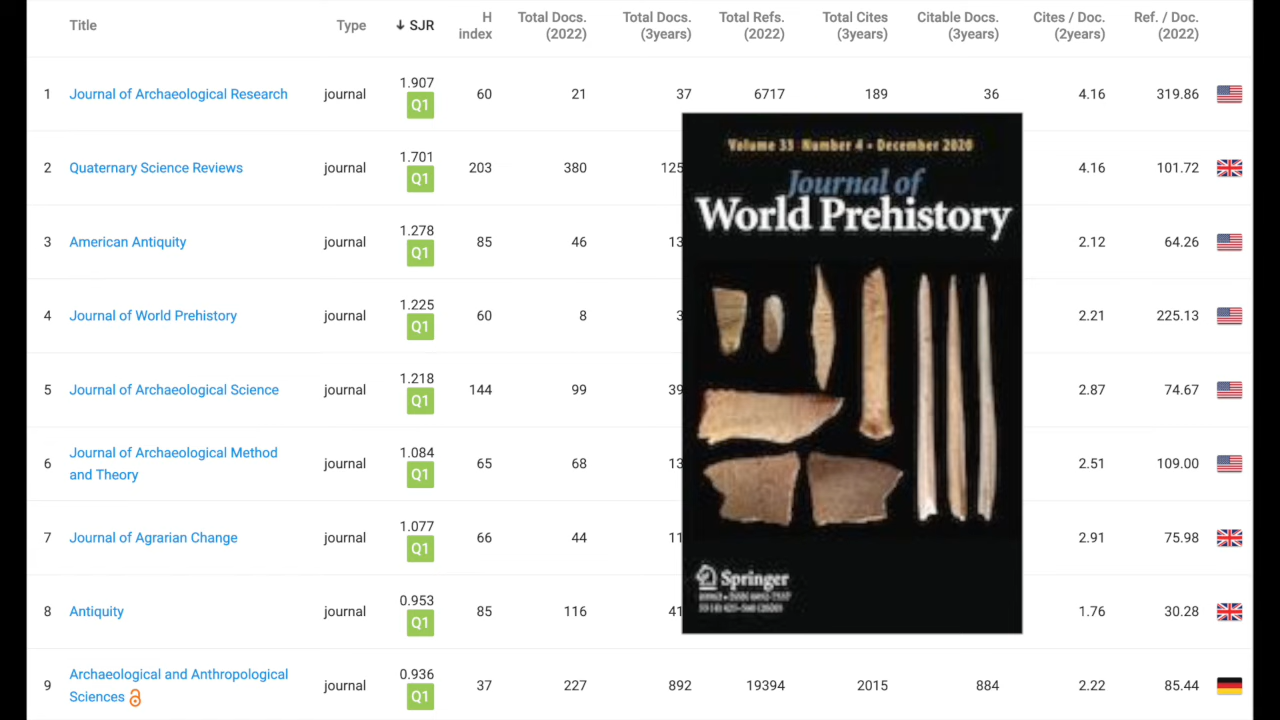 Title Type ↓ SJR H index Total Docs. (2022) Total Docs. (3years) Total Refs. (2022) Total Cites (3years) Citable Docs. (3years) Cites / Doc. (2years) Ref. / Doc. (2022)
1 Journal of Archaeological Research journal 1.907 Q1 60 21 37 6717 189 36 4.16 319.86
2 Quaternary Science Reviews journal 1.701 Q1 203 380 125 4.16 101.72
3 American Antiquity journal 1.278 Q1 85 46 13 2.12 64.26
4 Journal of World Prehistory journal 1.225 Q1 60 8 3 2.21 225.13
5 Journal of Archaeological Science journal 1.218 Q1 144 99 39 2.87 74.67
6 Journal of Archaeological Method and Theory journal 1.084 Q1 65 68 13 2.51 109.00
7 Journal of Agrarian Change journal 1.077 Q1 66 44 11 2.91 75.98
8 Antiquity journal 0.953 Q1 85 116 41 1.76 30.28
9 Archaeological and Anthropological Sciences journal 0.936 Q1 37 227 892 19394 2015 884 2.22 85.44
Volume 33 Number 4 • December 2020
Journal of
World Prehistory
Springer